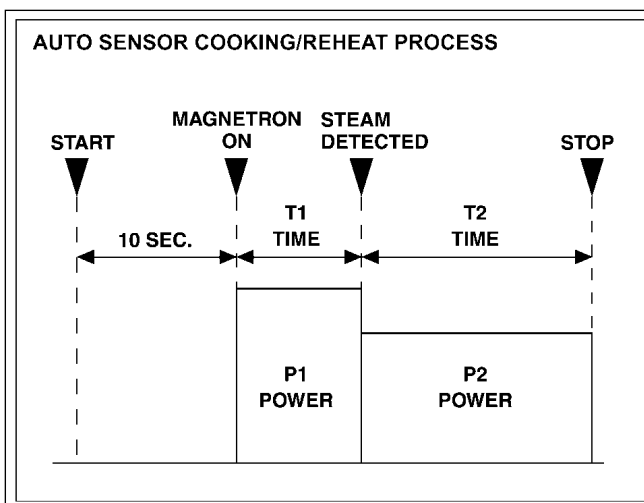 AUTO SENSOR COOKING/REHEAT PROCESS
START
MAGNETRON
ON
STEAM
DETECTED
STOP
10 SEC.
T1
TIME
T2
TIME
P1
POWER
P2
POWER